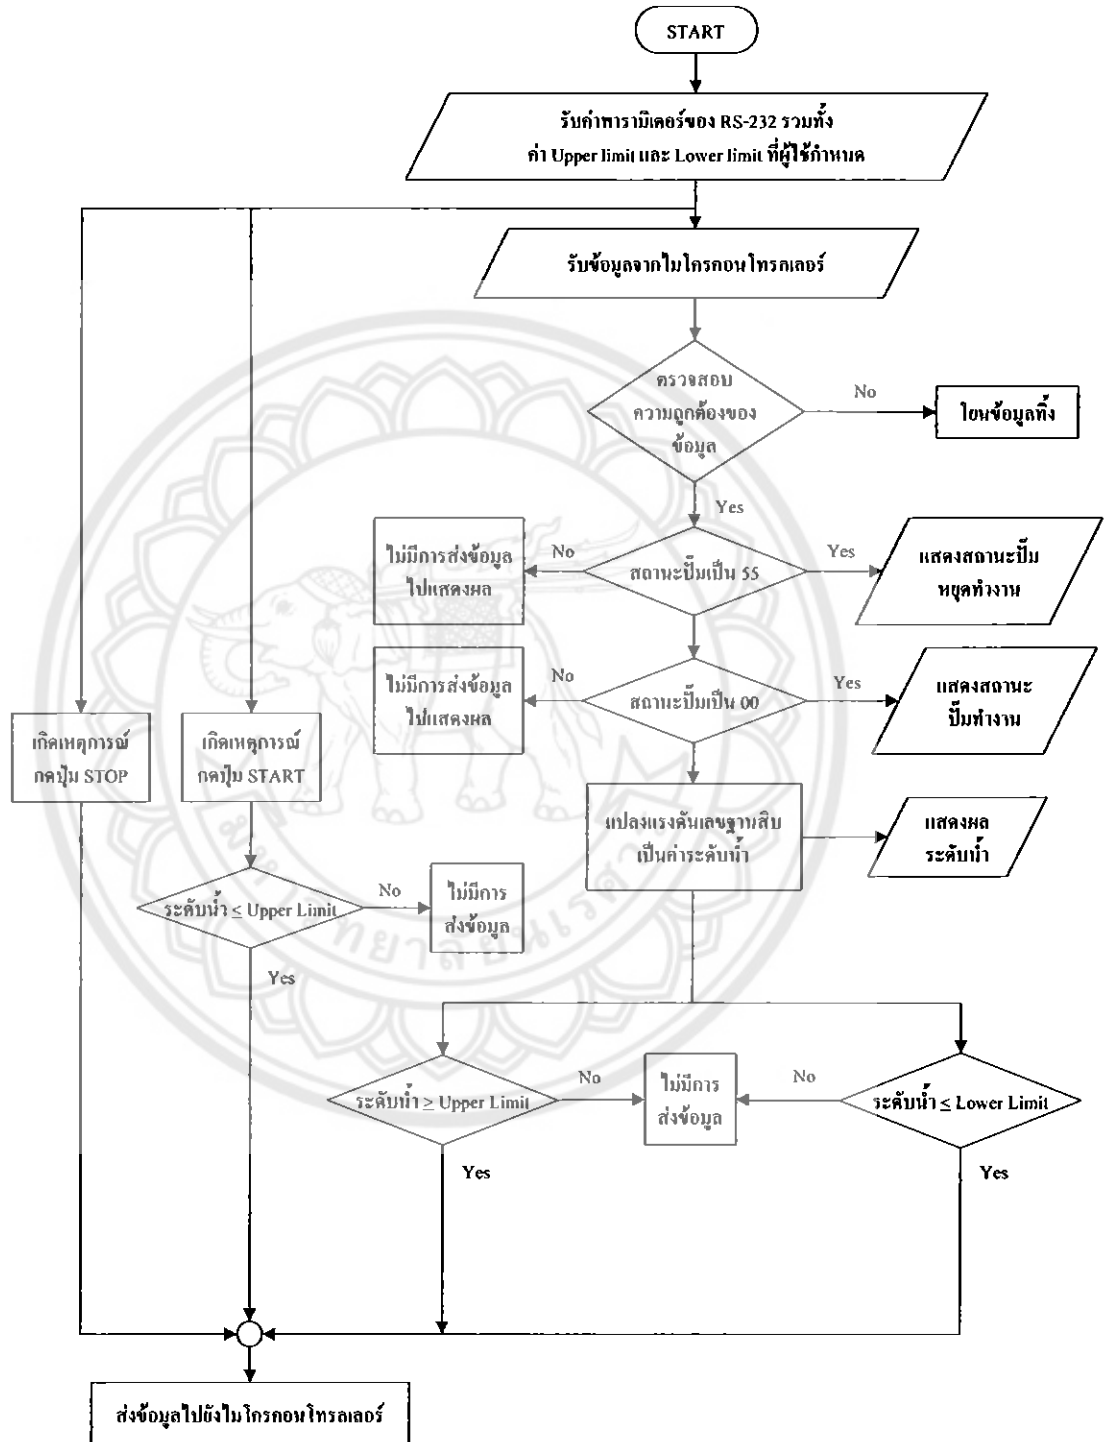 START
รับค่าพารามิเตอร์ของ RS-232 รวมทั้ง
ค่า Upper limit และ Lower limit ที่ผู้ใช้กำหนด
รับข้อมูลจากไมโครคอนโทรลเลอร์
ตรวจสอบ
ความถูกต้องของ
ข้อมูล
No
โยนข้อมูลทิ้ง
Yes
ไม่มีการส่งข้อมูล
ไปแสดงผล
No
สถานะปั๊มเป็น 55
Yes
แสดงสถานะปั๊ม
หยุดทำงาน
ไม่มีการส่งข้อมูล
ไปแสดงผล
No
สถานะปั๊มเป็น 00
Yes
แสดงสถานะ
ปั๊มทำงาน
เกิดเหตุการณ์
กดปุ่ม STOP
เกิดเหตุการณ์
กดปุ่ม START
แปลงแรงดันเลขฐานสิบ
เป็นค่าระดับน้ำ
แสดงผล
ระดับน้ำ
ระดับน้ำ ≤ Upper Limit
No
ไม่มีการ
ส่งข้อมูล
Yes
ระดับน้ำ ≥ Upper Limit
No
ไม่มีการ
ส่งข้อมูล
No
ระดับน้ำ ≤ Lower Limit
Yes
Yes
ส่งข้อมูลไปยังไมโครคอนโทรลเลอร์